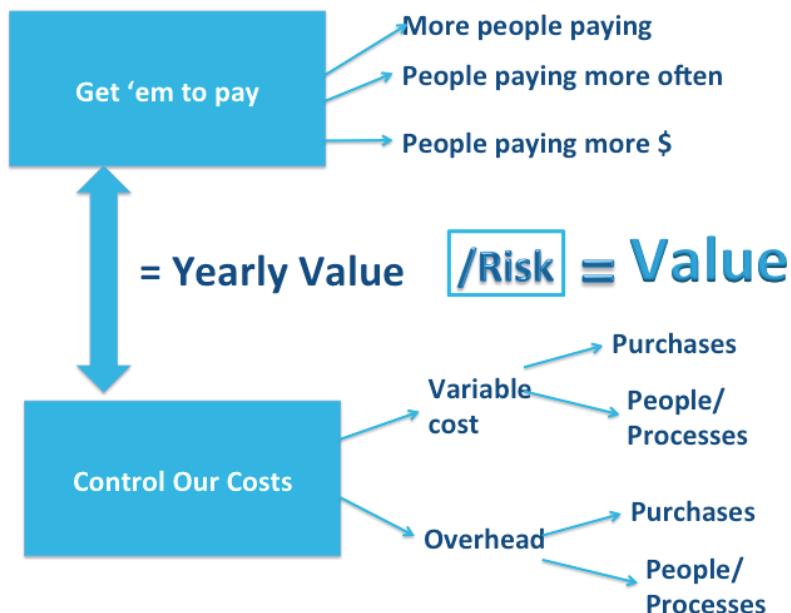 More people paying
Get ‘em to pay
People paying more often
People paying more $
= Yearly Value /Risk = Value
Purchases
Variable
cost
People/
Processes
Control Our Costs
Purchases
Overhead
People/
Processes